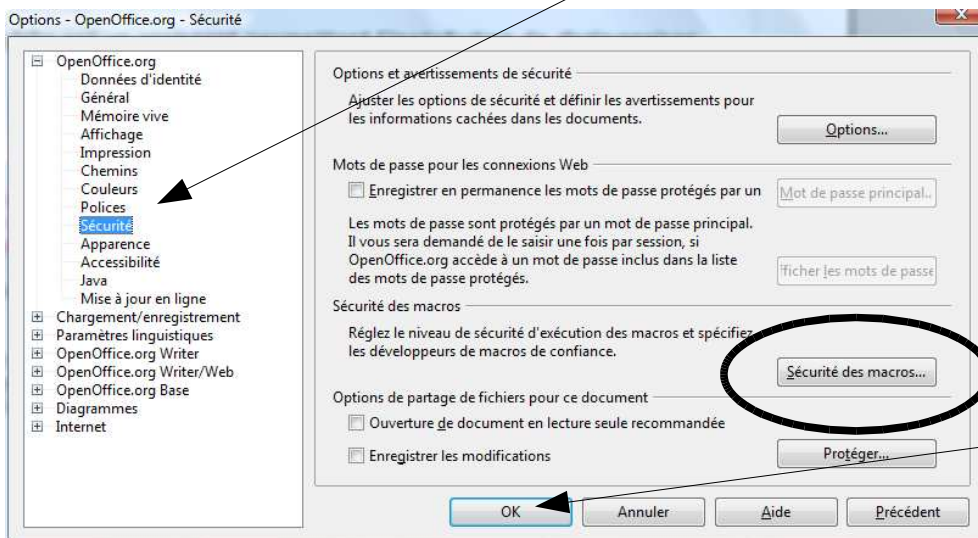 Options - OpenOffice.org - Sécurité
OpenOffice.org
Données d'identité
Général
Mémoire vive
Affichage
Impression
Chemins
Couleurs
Polices
Sécurité
Apparence
Accessibilité
Java
Mise à jour en ligne
Chargement/enregistrement
Paramètres linguistiques
OpenOffice.org Writer
OpenOffice.org Writer/Web
OpenOffice.org Base
Diagrammes
Internet
Options et avertissements de sécurité
Ajuster les options de sécurité et définir les avertissements pour
les informations cachées dans les documents.
Options...
Mots de passe pour les connexions Web
Enregistrer en permanence les mots de passe protégés par un
Mot de passe principal..
Les mots de passe sont protégés par un mot de passe principal.
Il vous sera demandé de le saisir une fois par session, si
OpenOffice.org accède à un mot de passe inclus dans la liste
des mots de passe protégés.
fficher les mots de passe
Sécurité des macros
Réglez le niveau de sécurité d'exécution des macros et spécifiez
les développeurs de macros de confiance.
Sécurité des macros...
Options de partage de fichiers pour ce document
Ouverture de document en lecture seule recommandée
Enregistrer les modifications
Protéger...
OK
Annuler
Aide
Précédent